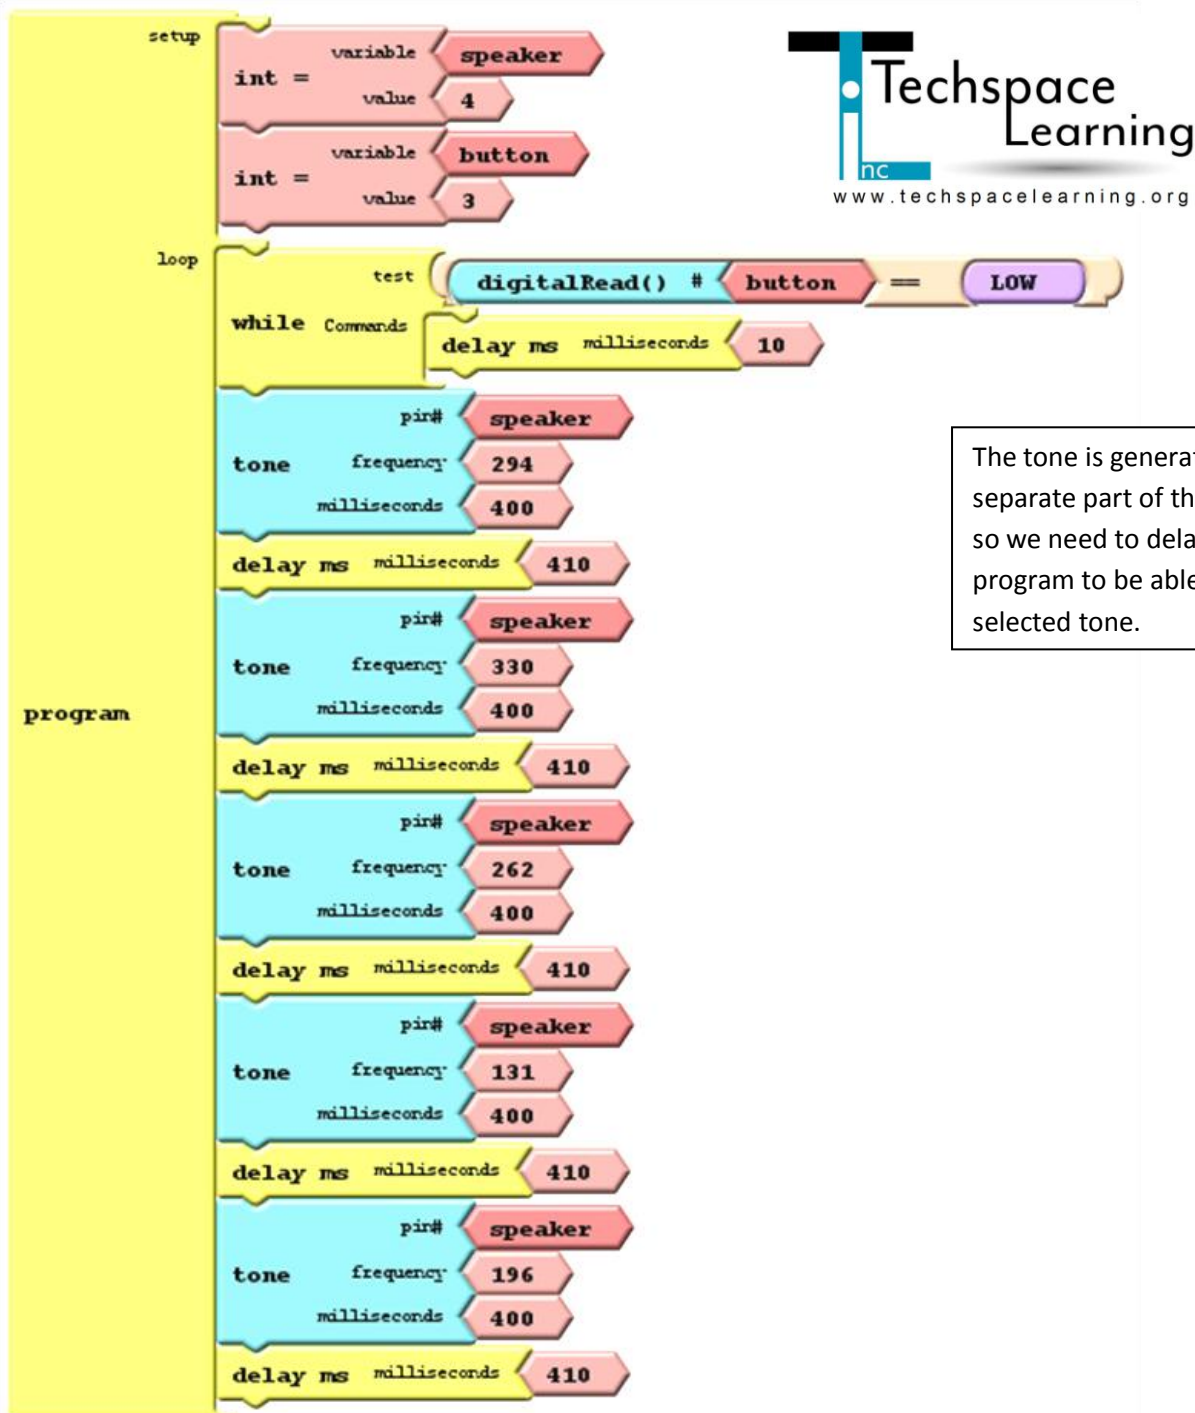 setup
int =
variable speaker
value 4
int =
variable button
value 3
Techspace
Learning
Inc
www.techspacelearning.org
loop
while
test digitalRead() # button == LOW
Commands
delay ms milliseconds 10
tone
pin# speaker
frequency 294
milliseconds 400
delay ms milliseconds 410
The tone is generat
separate part of th
so we need to dela
program to be able
selected tone.
tone
pin# speaker
frequency 330
milliseconds 400
program
delay ms milliseconds 410
tone
pin# speaker
frequency 262
milliseconds 400
delay ms milliseconds 410
tone
pin# speaker
frequency 131
milliseconds 400
delay ms milliseconds 410
tone
pin# speaker
frequency 196
milliseconds 400
delay ms milliseconds 410